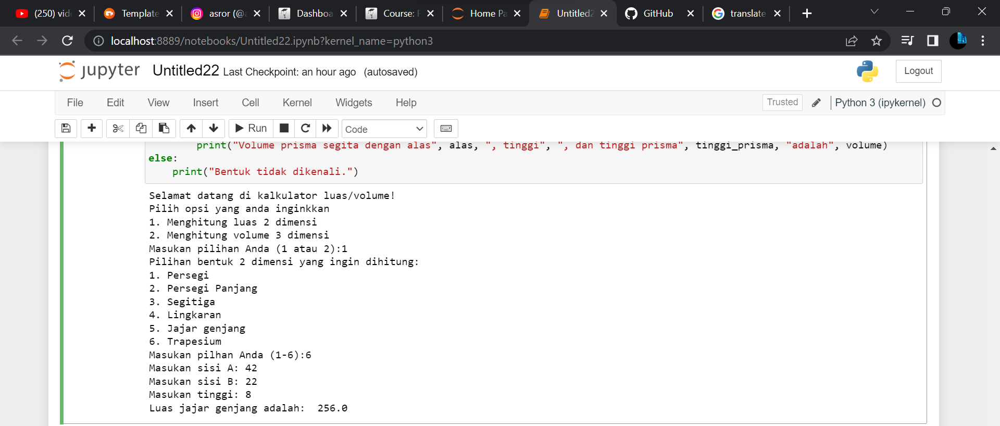 (250) vid
Template
asror (@a
Dashboa
Course: P
Home Pa
Untitled2
GitHub
translate
localhost:8889/notebooks/Untitled22.ipynb?kernel_name=python3
jupyter Untitled22 Last Checkpoint: an hour ago (autosaved)
Logout
File Edit View Insert Cell Kernel Widgets Help
Trusted Python 3 (ipykernel)
Run Code
print("Volume prisma segita dengan alas", alas, ", tinggi", ", dan tinggi prisma", tinggi_prisma, "adalah", volume)
else:
print("Bentuk tidak dikenali.")
Selamat datang di kalkulator luas/volume!
Pilih opsi yang anda inginkkan
1. Menghitung luas 2 dimensi
2. Menghitung volume 3 dimensi
Masukan pilihan Anda (1 atau 2):1
Pilihan bentuk 2 dimensi yang ingin dihitung:
1. Persegi
2. Persegi Panjang
3. Segitiga
4. Lingkaran
5. Jajar genjang
6. Trapesium
Masukan pilhan Anda (1-6):6
Masukan sisi A: 42
Masukan sisi B: 22
Masukan tinggi: 8
Luas jajar genjang adalah:  256.0